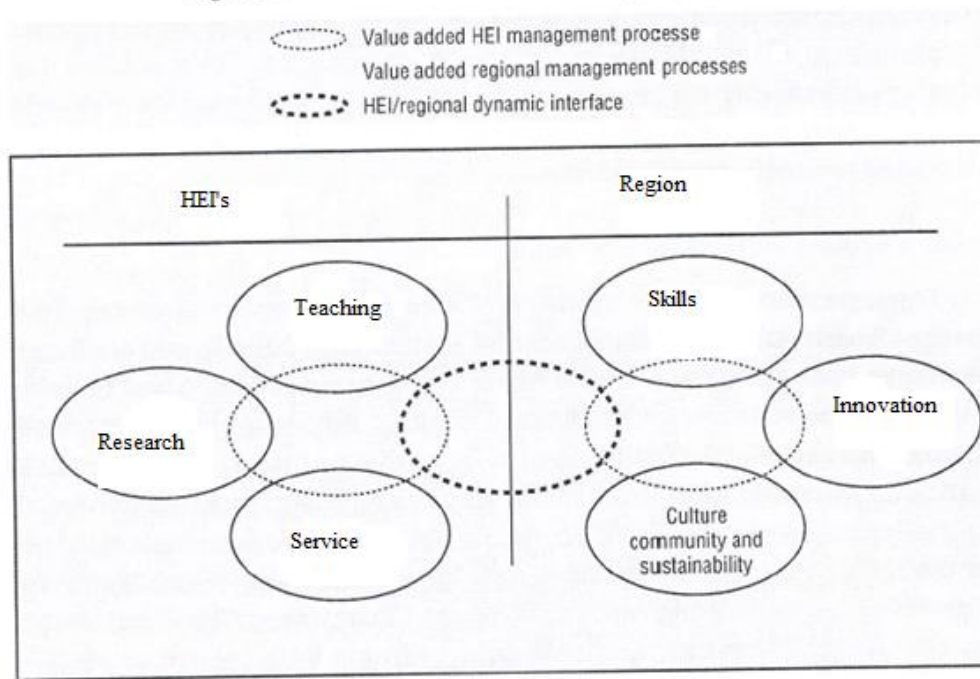 Value added HEI management processe
Value added regional management processes
HEI/regional dynamic interface
HEI's
Region
Teaching
Skills
Research
Innovation
Service
Culture
community and
sustainability